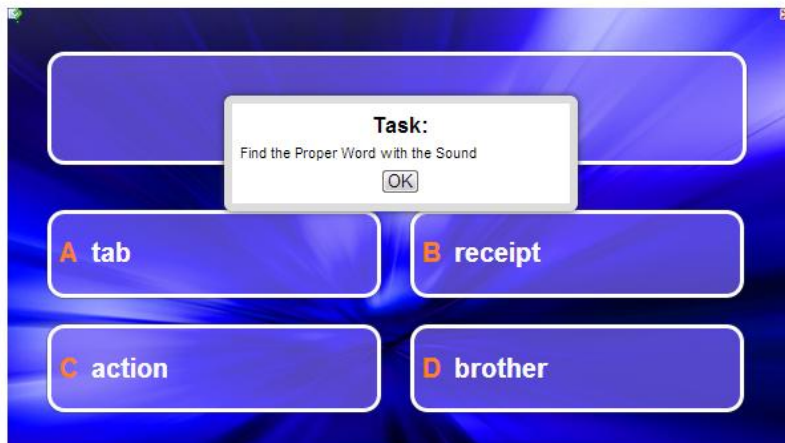 Task:
Find the Proper Word with the Sound
OK
A tab
B receipt
C action
D brother